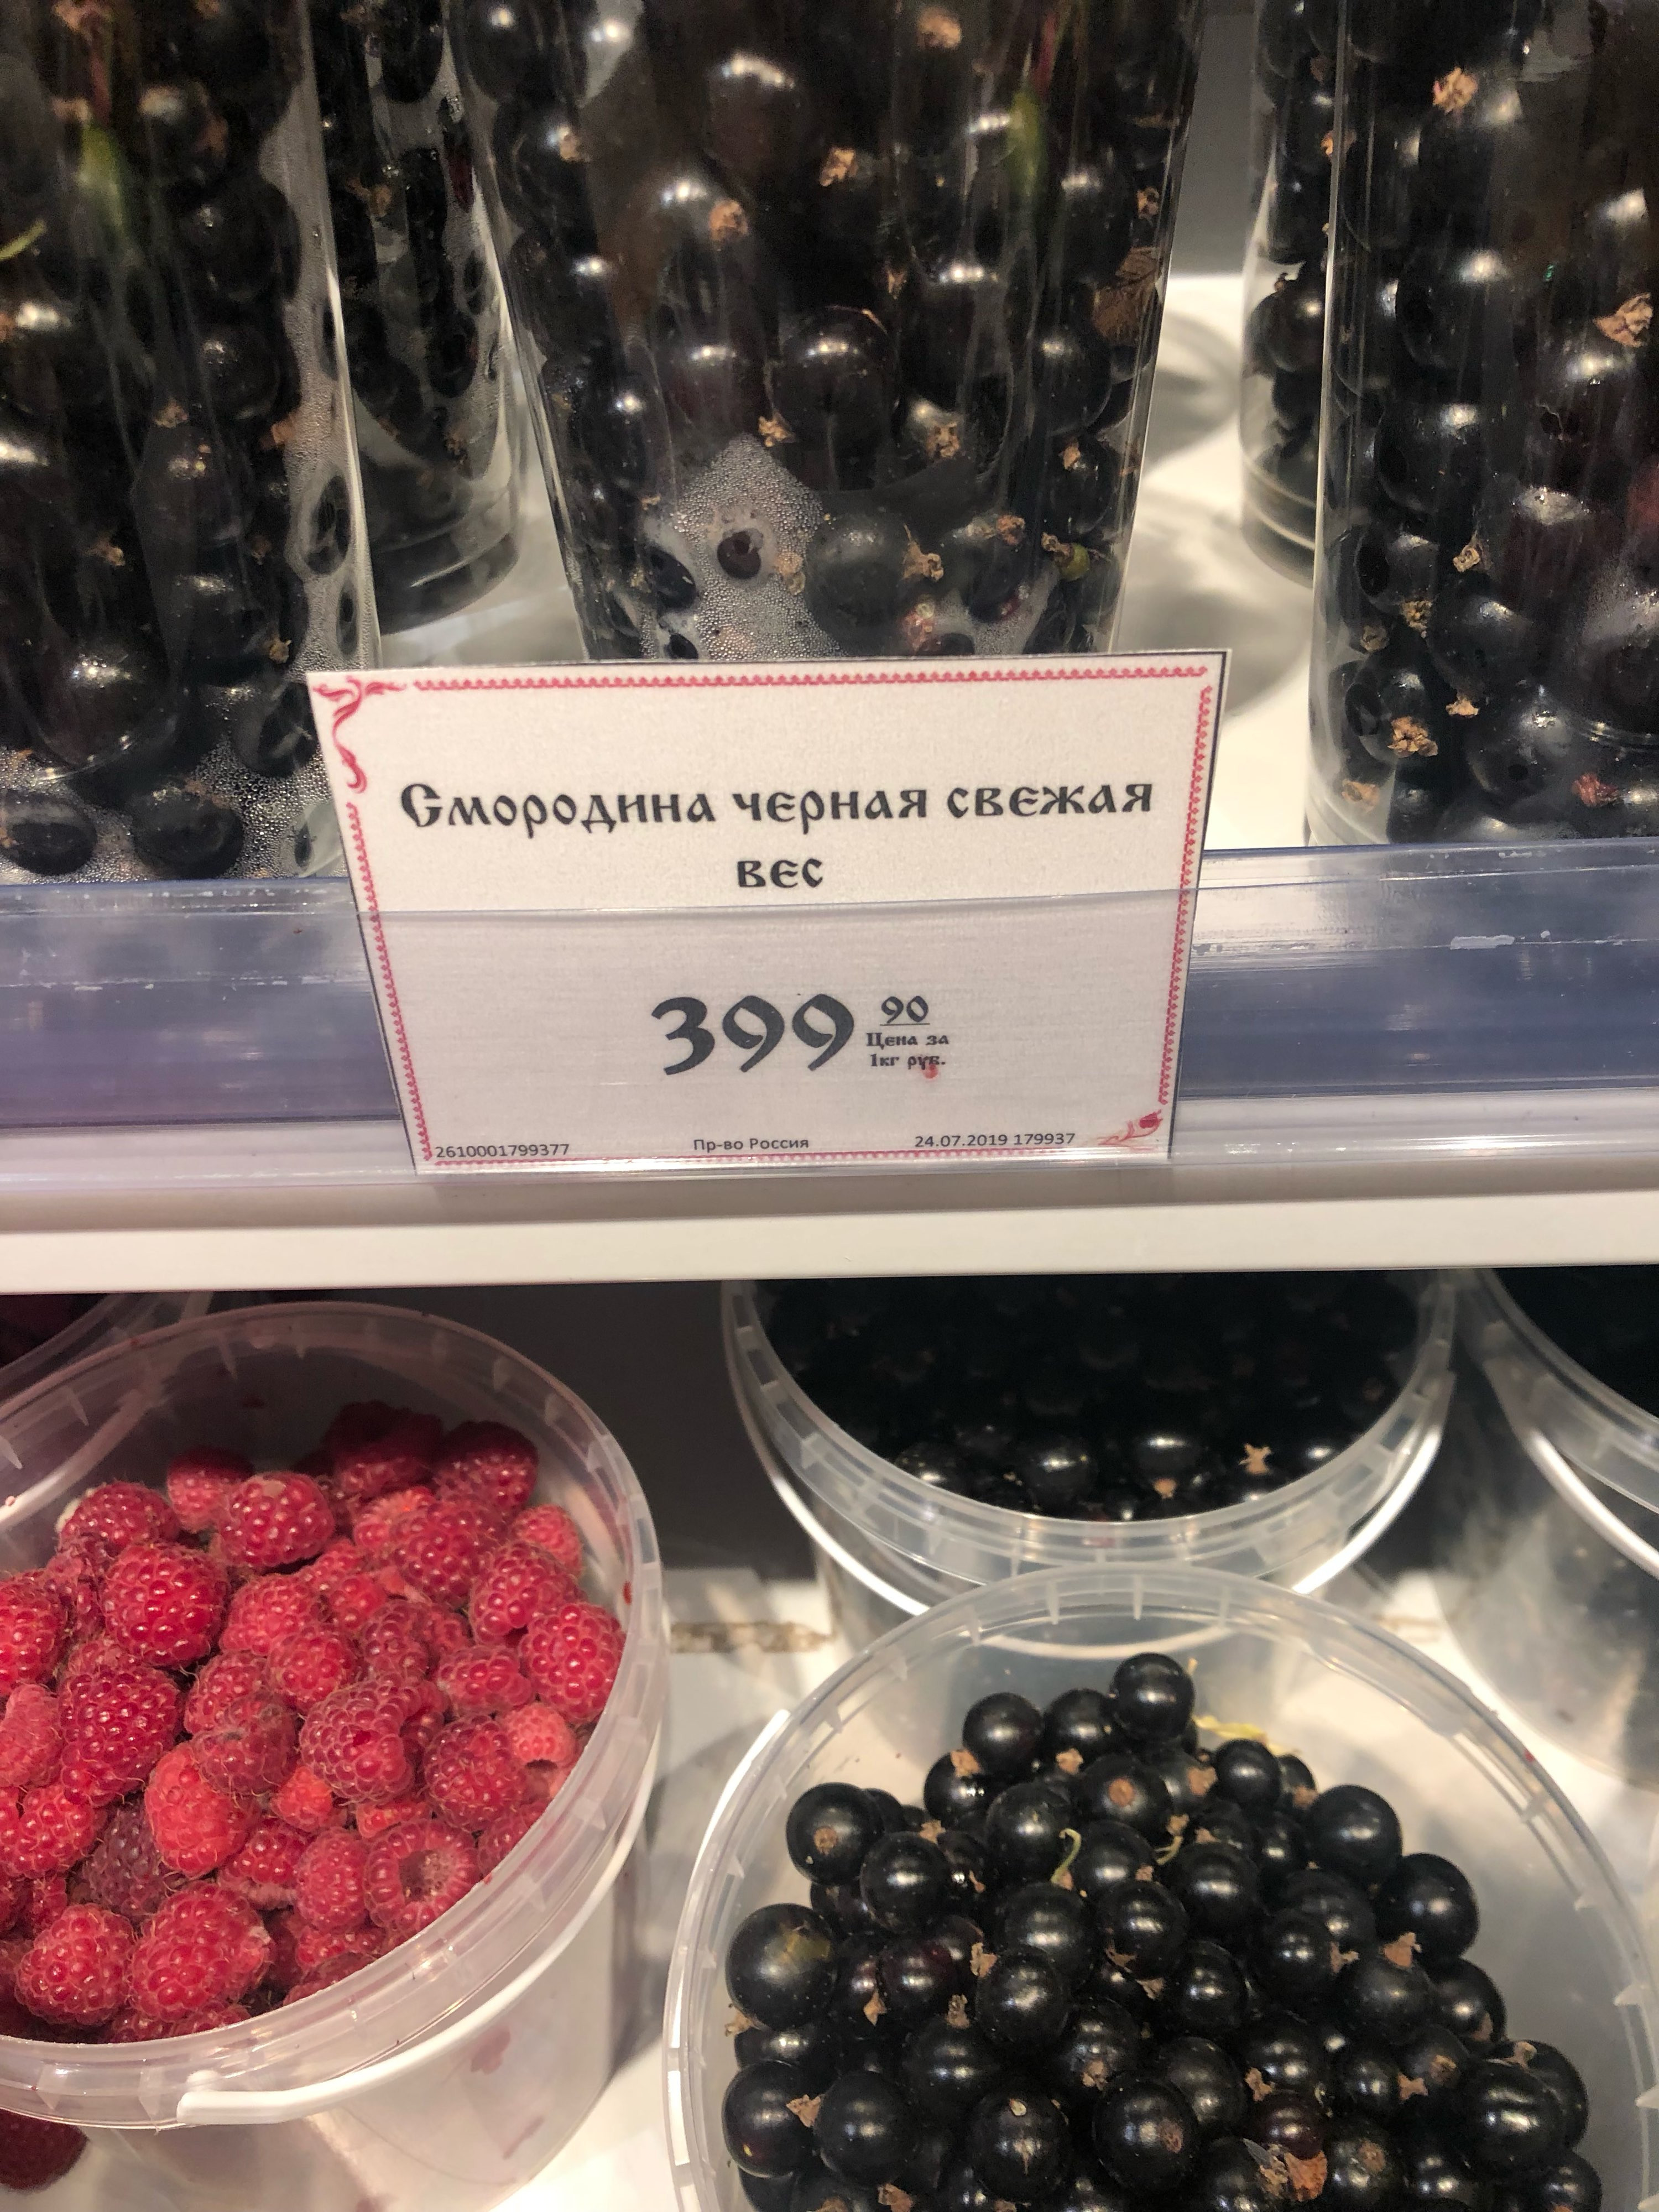 Смородина черная свежая
вес
399 90
Цена за
1кг руб.
2610001799377 Пр-во Россия 24.07.2019 179937